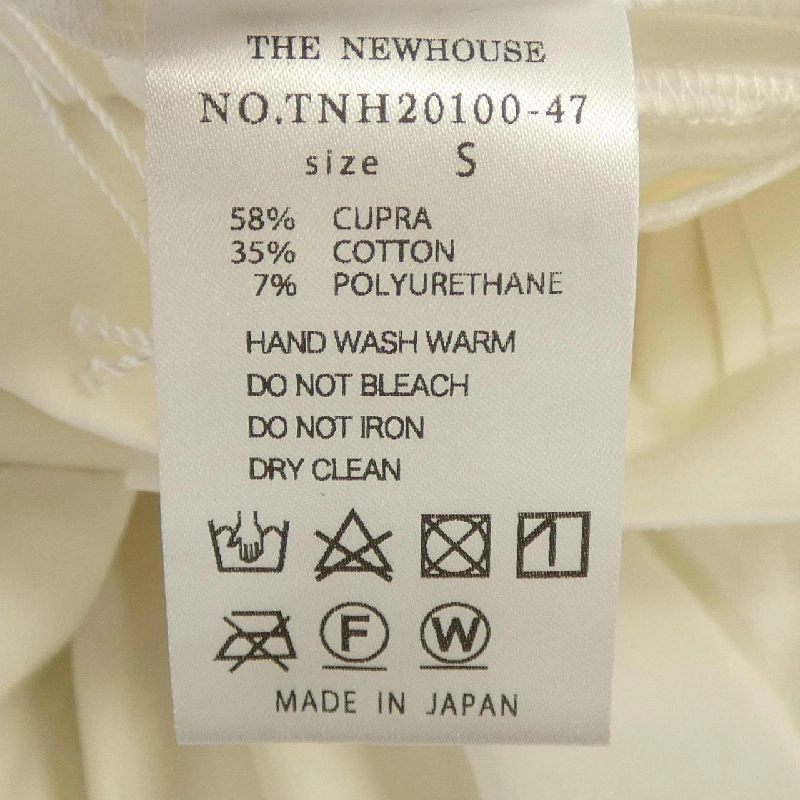 THE NEWHOUSE
NO.TNH20100-47
size S
58% CUPRA
35% COTTON
7% POLYURETHANE
HAND WASH WARM
DO NOT BLEACH
DO NOT IRON
DRY CLEAN
F W
MADE IN JAPAN